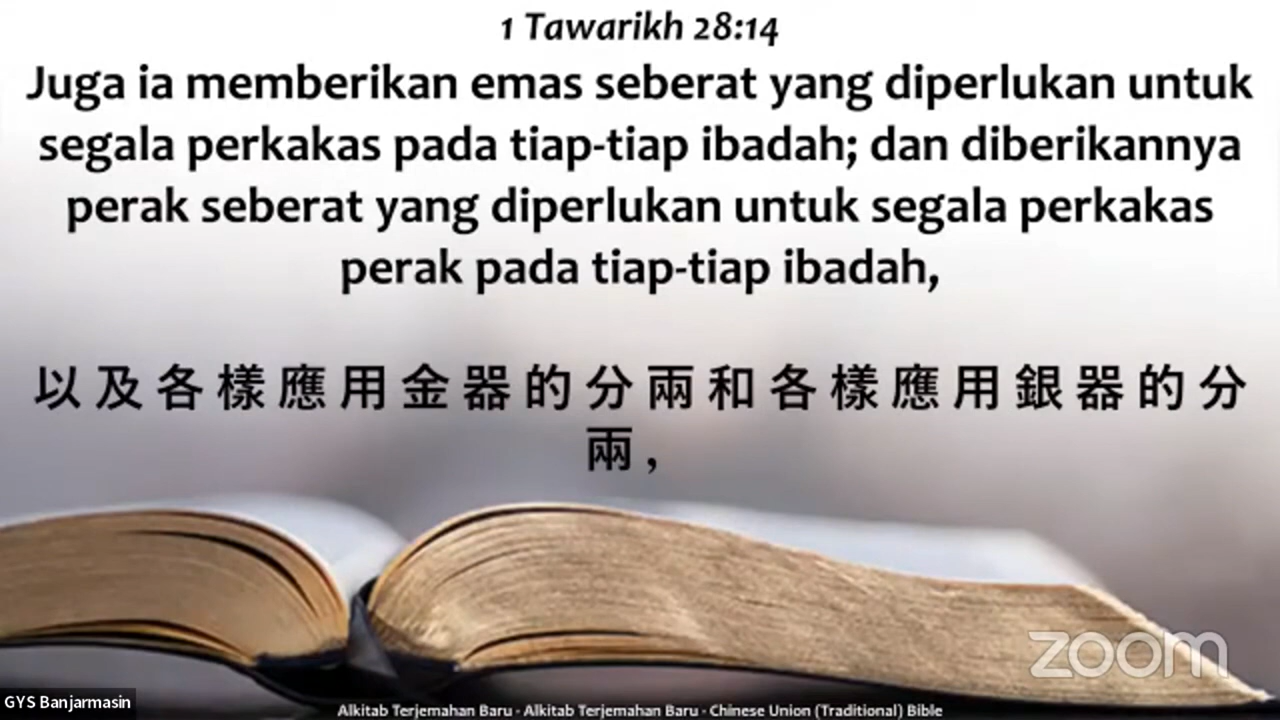 1 Tawarikh 28:14
Juga ia memberikan emas seberat yang diperlukan untuk
segala perkakas pada tiap-tiap ibadah; dan diberikannya
perak seberat yang diperlukan untuk segala perkakas
perak pada tiap-tiap ibadah,
以及各樣應用金器的分兩和各樣應用銀器的分
兩,
zoom
GYS Banjarmasin
Alkitab Terjemahan Baru - Alkitab Terjemahan Baru - Chinese Union (Traditional) Bible